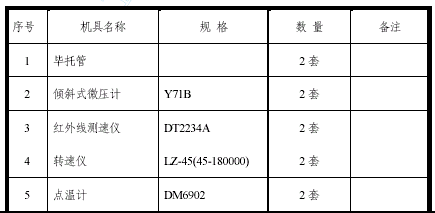 序号 机具名称 规 格 数 量 备注
1 毕托管 2 套
2 倾斜式微压计 Y71B 2 套
3 红外线测速仪 DT2234A 2 套
4 转速仪 LZ-45(45-180000) 2 套
5 点温计 DM6902 2 套